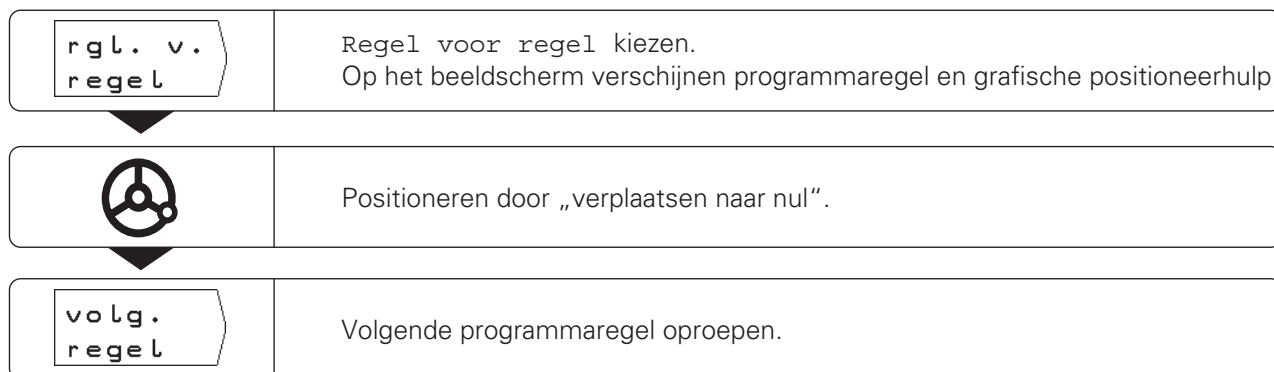 rgl. v.
regel
Regel voor regel kiezen.
Op het beeldscherm verschijnen programmaregel en grafische positioneerhulp
Positioneren door „verplaatsen naar nul“.
volg.
regel
Volgende programmaregel oproepen.